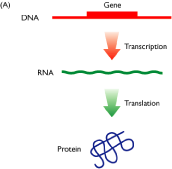 (A)
Gene
DNA
Transcription
RNA
Translation
Protein